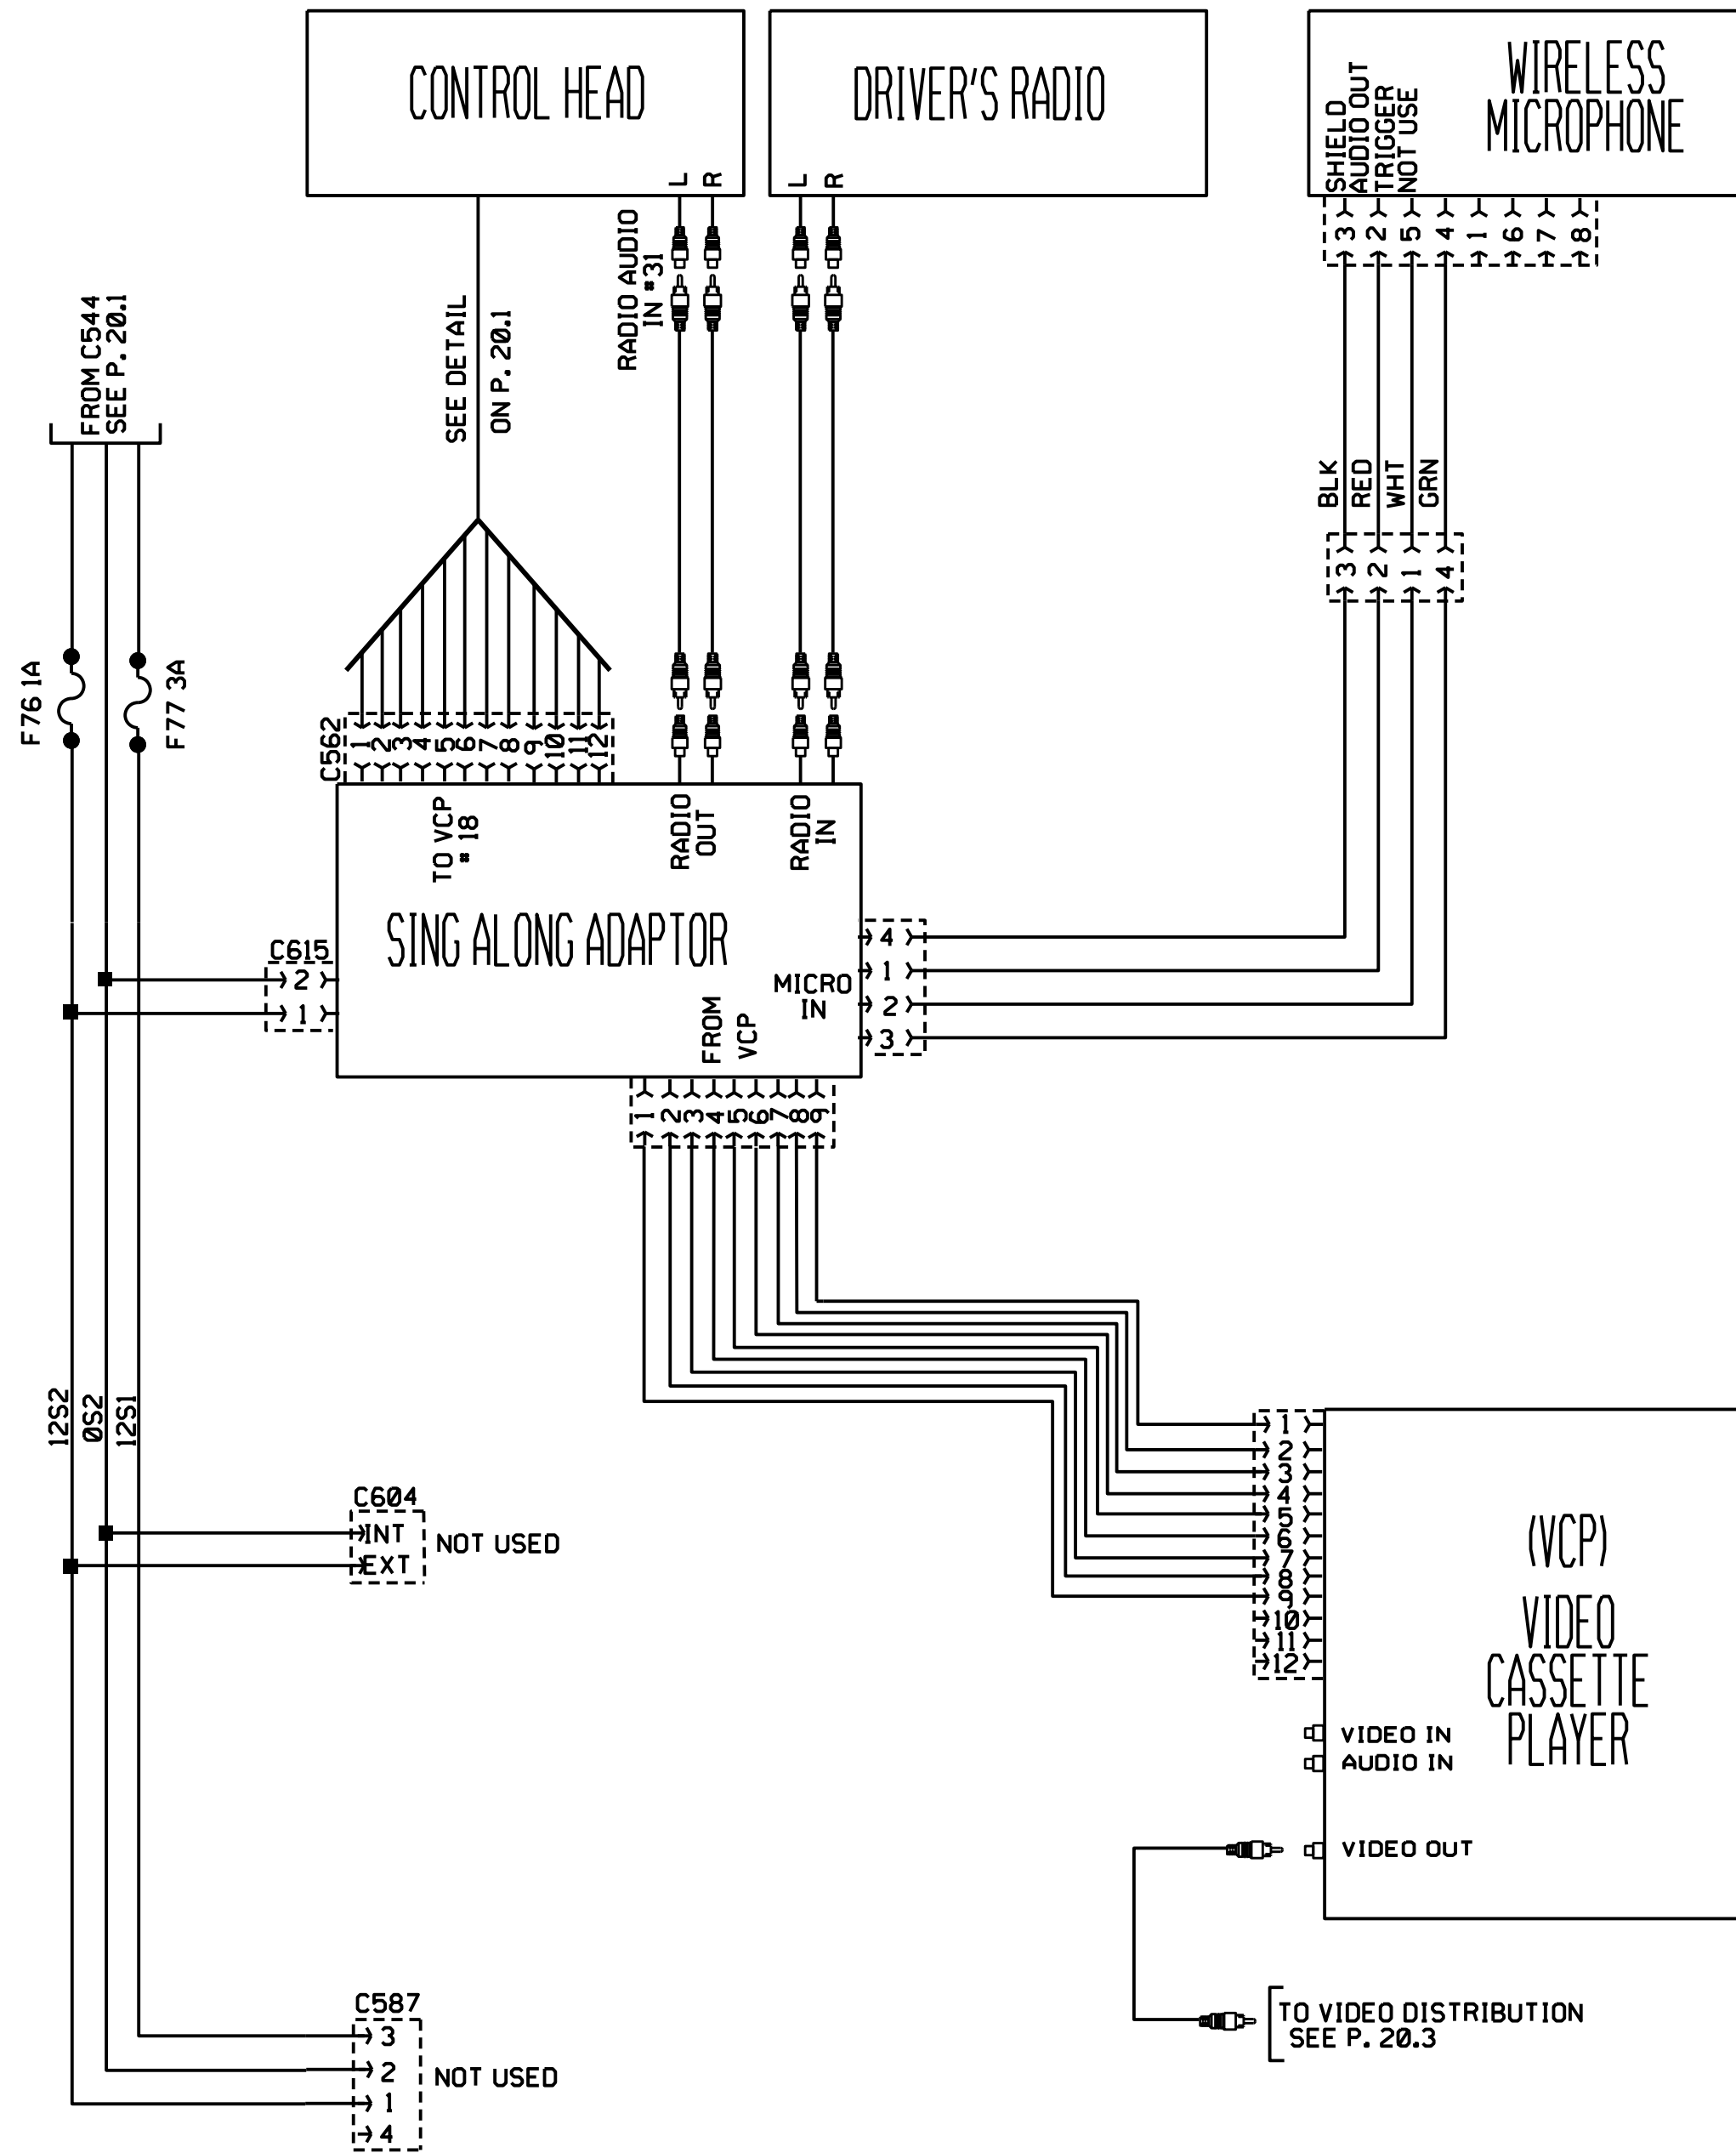 CONTROL HEAD
L
R
DRIVER'S RADIO
L
R
WIRELESS
MICROPHONE
SHIELD
AUDIO OUT
TRIGGER
NOT USE
3
2
5
4
1
6
7
8
RADIO AUDIO
IN #31
FROM C544
SEE P. 20.1
SEE DETAIL
ON P. 20.1
BLK
RED
WHT
GRN
3
2
1
4
F76 1A
F77 3A
C562
1
2
3
4
5
6
7
8
9
10
11
12
TO VCP
# 18
RADIO
OUT
RADIO
IN
SING ALONG ADAPTOR
C615
2
1
MICRO
IN
4
1
2
3
FROM
VCP
1
2
3
4
5
6
7
8
9
12S2
0S2
12S1
C604
INT
EXT
NOT USED
1
2
3
4
5
6
7
8
9
10
11
12
(VCP)
VIDEO
CASSETTE
PLAYER
VIDEO IN
AUDIO IN
VIDEO OUT
C587
3
2
1
4
NOT USED
TO VIDEO DISTRIBUTION
SEE P. 20.3